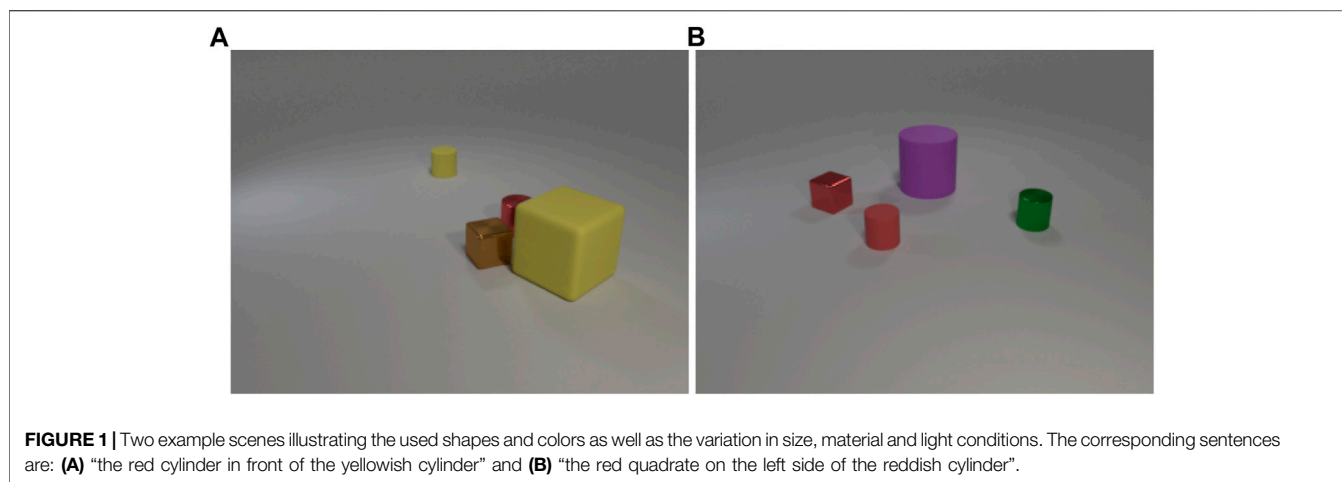 A
B
FIGURE 1 | Two example scenes illustrating the used shapes and colors as well as the variation in size, material and light conditions. The corresponding sentences
are: (A) “the red cylinder in front of the yellowish cylinder” and (B) “the red quadrate on the left side of the reddish cylinder”.